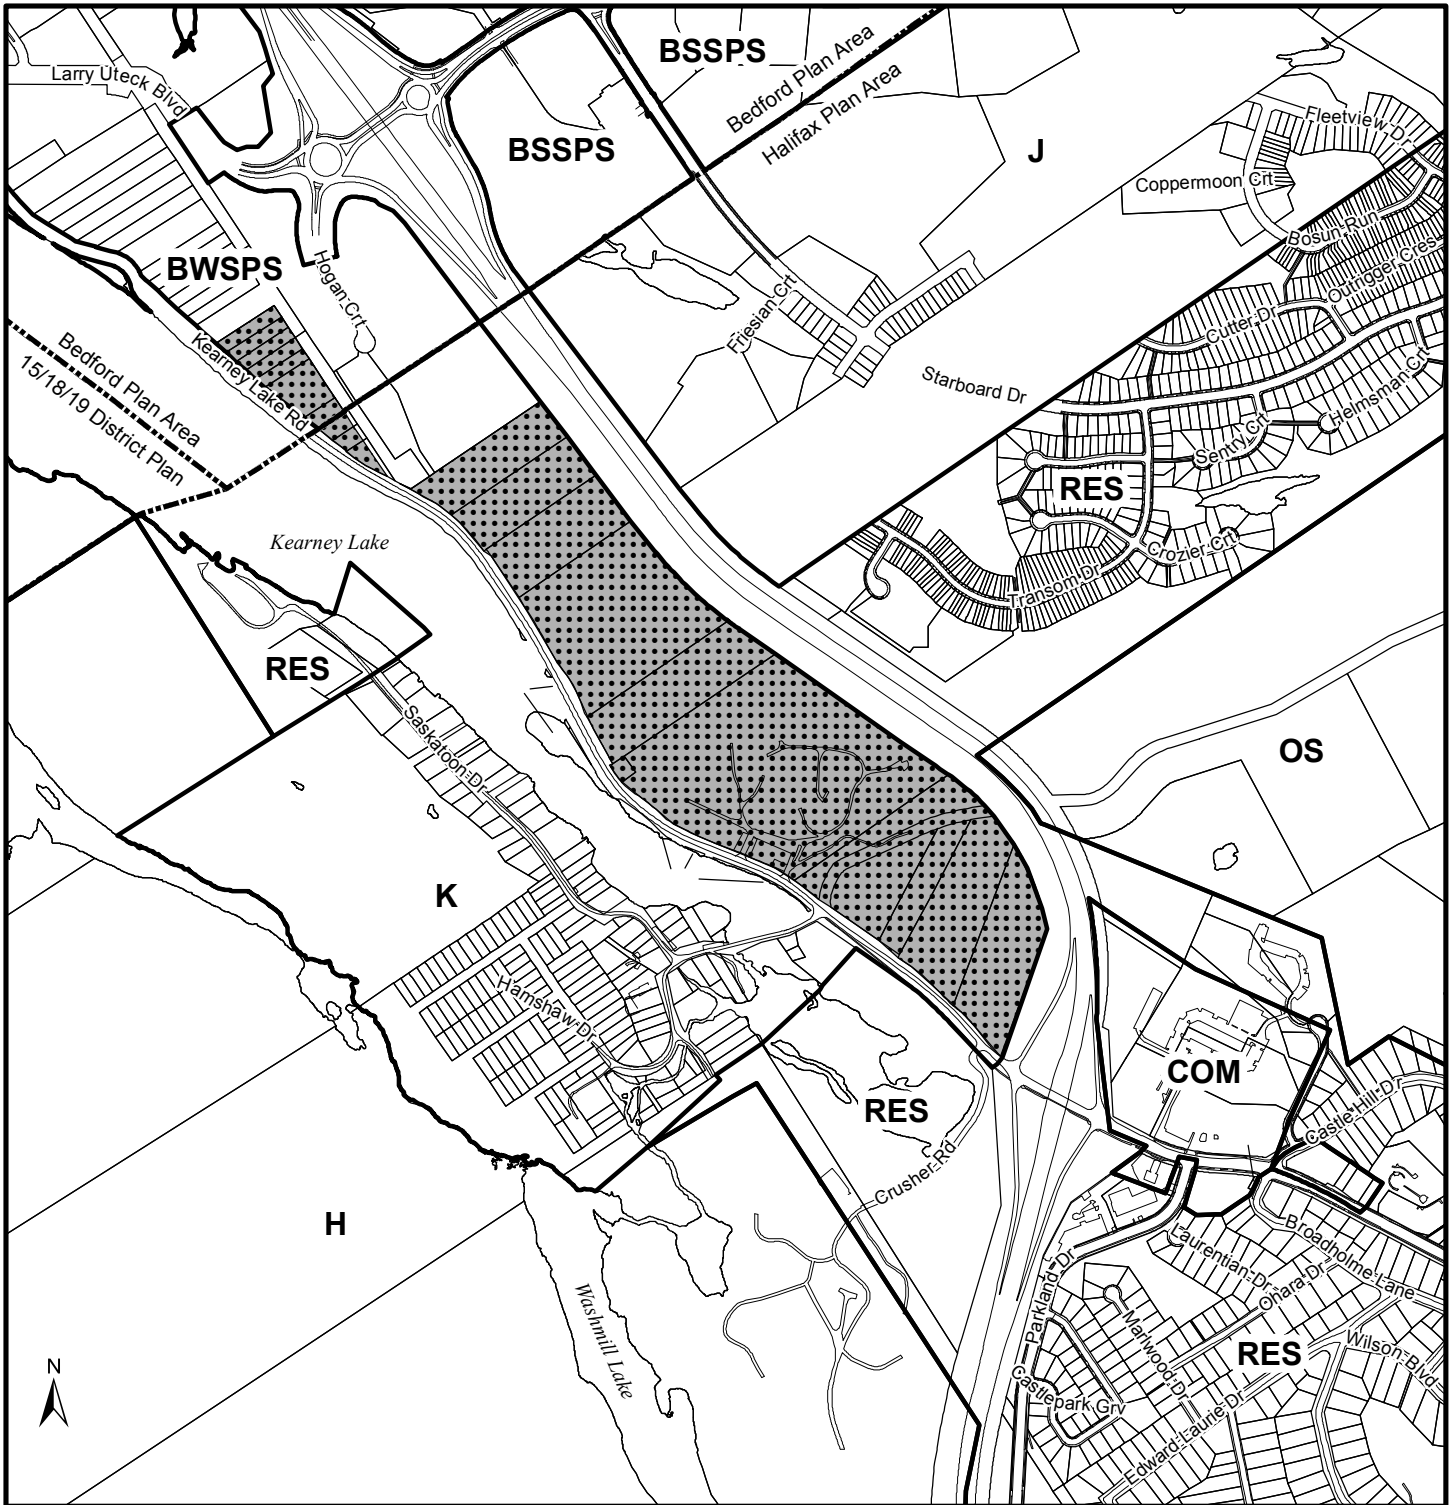 BSSPS
Bedford Plan Area
Halifax Plan Area
Larry Uteck Blvd
BSSPS
J
Fleetview Dr
Coppermoon Crt
Bosun Run
Outrigger Cres
BWSPS
Hogan Crt
Friesian Crt
Cutter Dr
Kearney Lake Rd
Bedford Plan Area
15/18/19 District Plan
Starboard Dr
Helmsman Crt
Sentry Crt
RES
Kearney Lake
Crozier Crt
Transom Dr
RES
Saskatoon Dr
OS
K
Hamshaw Dr
COM
RES
Castle Hill Dr
Crusher Rd
H
Laurentian Dr
Broadholme Lane
Ohara Dr
Parkland Dr
Washmill Lake
Marlwood Dr
RES
Wilson Blvd
Castlepark Grv
Edward Laurie Dr
N